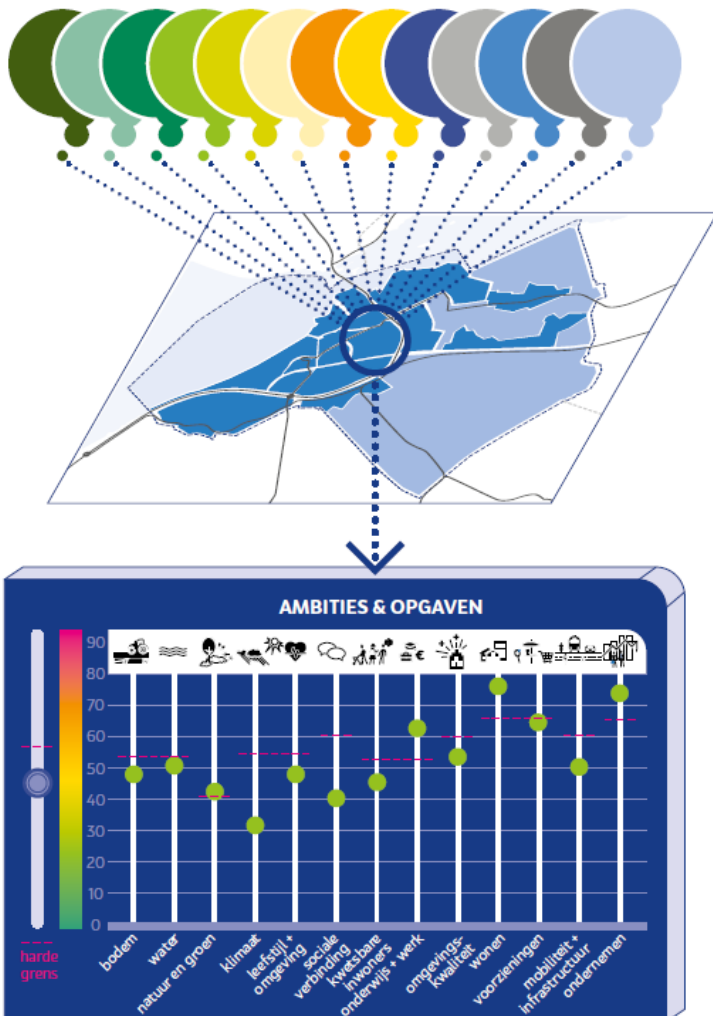 AMBITIES & OPGAVEN
90
80
70
60
50
40
30
20
10
0
harde
grens
bodem
water
natuur en groen
klimaat
leefstijl +
omgeving
sociale
verbinding
kwetsbare
inwoners
onderwijs + werk
omgevings-
kwaliteit
wonen
voorzieningen
mobiliteit +
infrastructuur
ondernemen